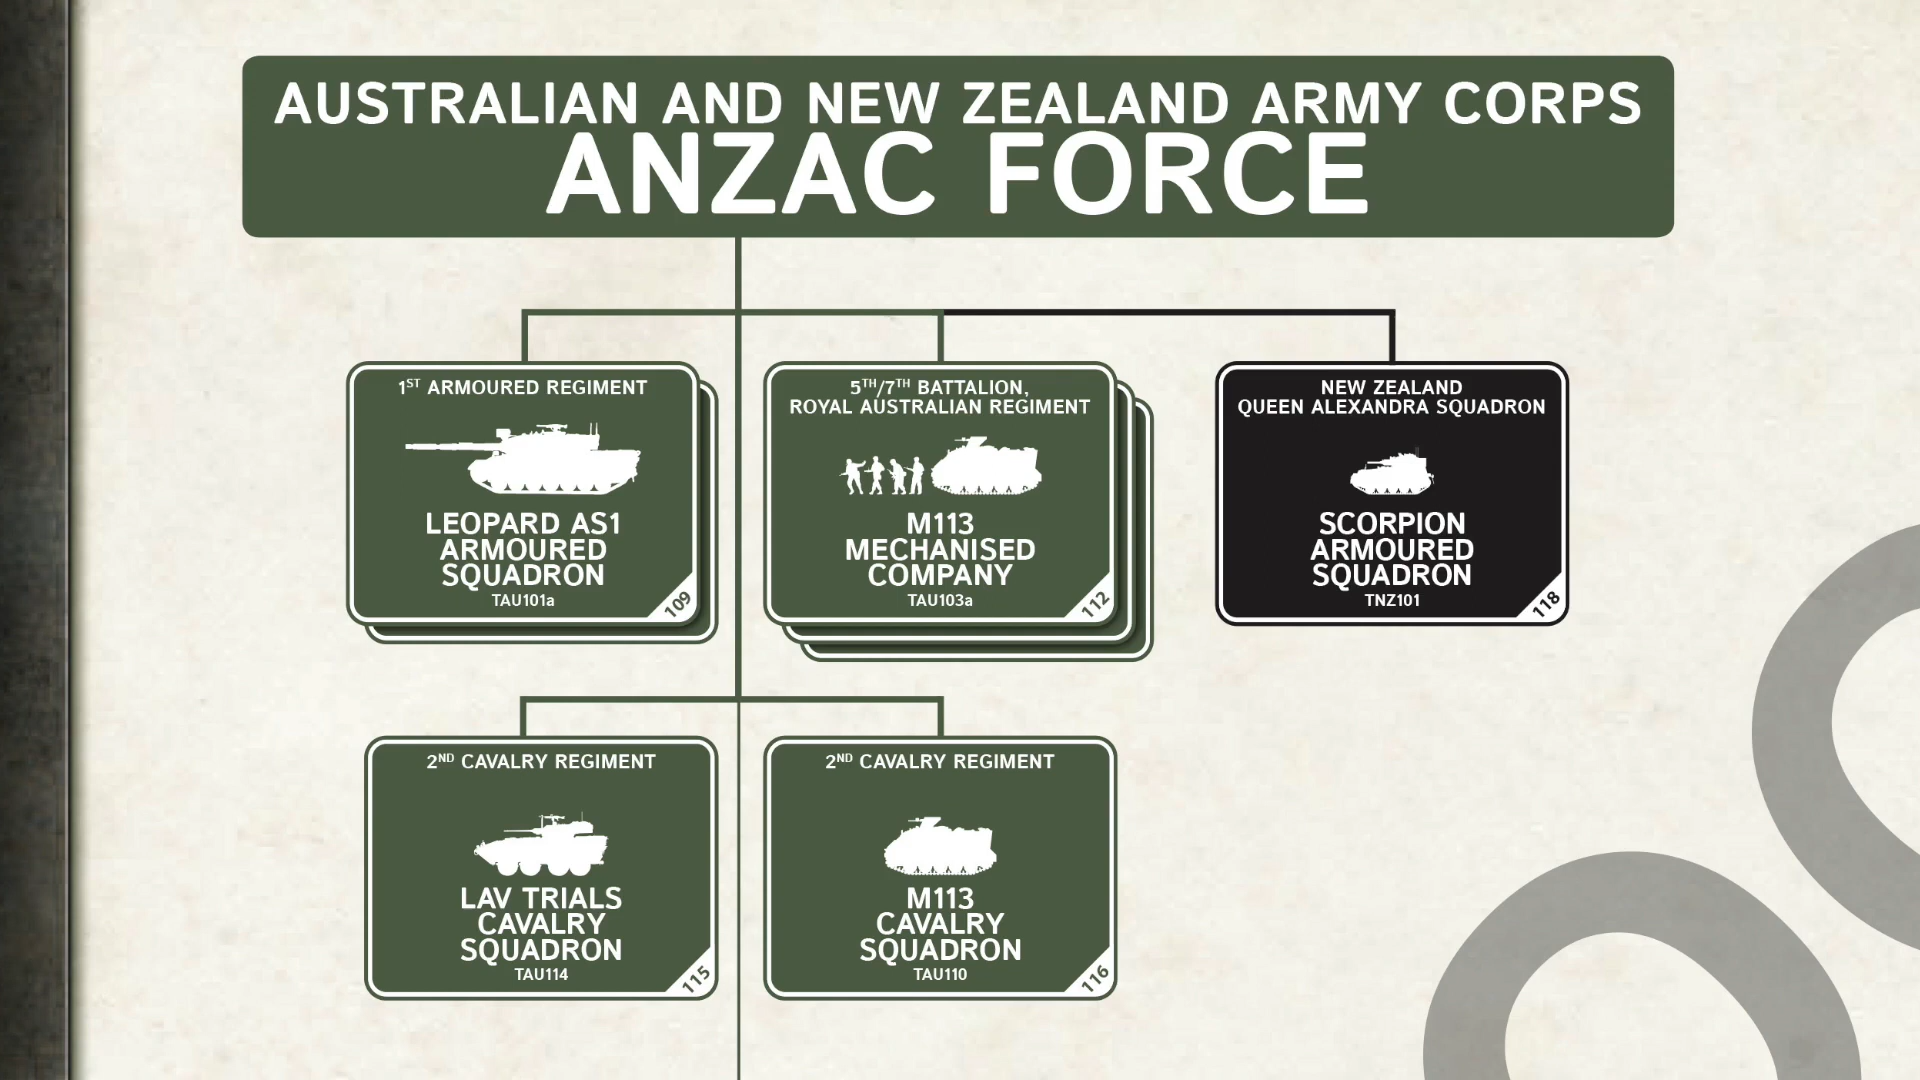 AUSTRALIAN AND NEW ZEALAND ARMY CORPS
ANZAC FORCE
1ST ARMOURED REGIMENT
LEOPARD AS1
ARMOURED
SQUADRON
TAU101a
109
5TH/7TH BATTALION,
ROYAL AUSTRALIAN REGIMENT
M113
MECHANISED
COMPANY
TAU103a
112
NEW ZEALAND
QUEEN ALEXANDRA SQUADRON
SCORPION
ARMOURED
SQUADRON
TNZ101
118
2ND CAVALRY REGIMENT
LAV TRIALS
CAVALRY
SQUADRON
TAU114
115
2ND CAVALRY REGIMENT
M113
CAVALRY
SQUADRON
TAU110
116